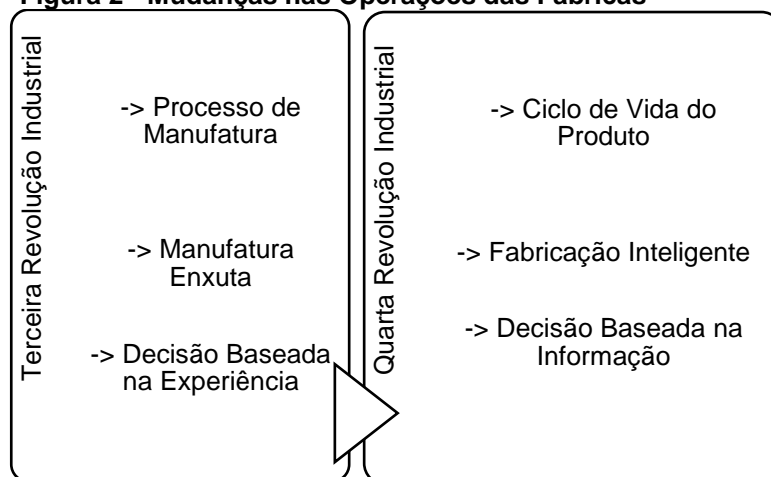 Figura 2 - Mudanças nas Operações das Fábricas
Terceira Revolução Industrial
-> Processo de
Manufatura
-> Manufatura
Enxuta
-> Decisão Baseada
na Experiência
Quarta Revolução Industrial
-> Ciclo de Vida do
Produto
-> Fabricação Inteligente
-> Decisão Baseada na
Informação